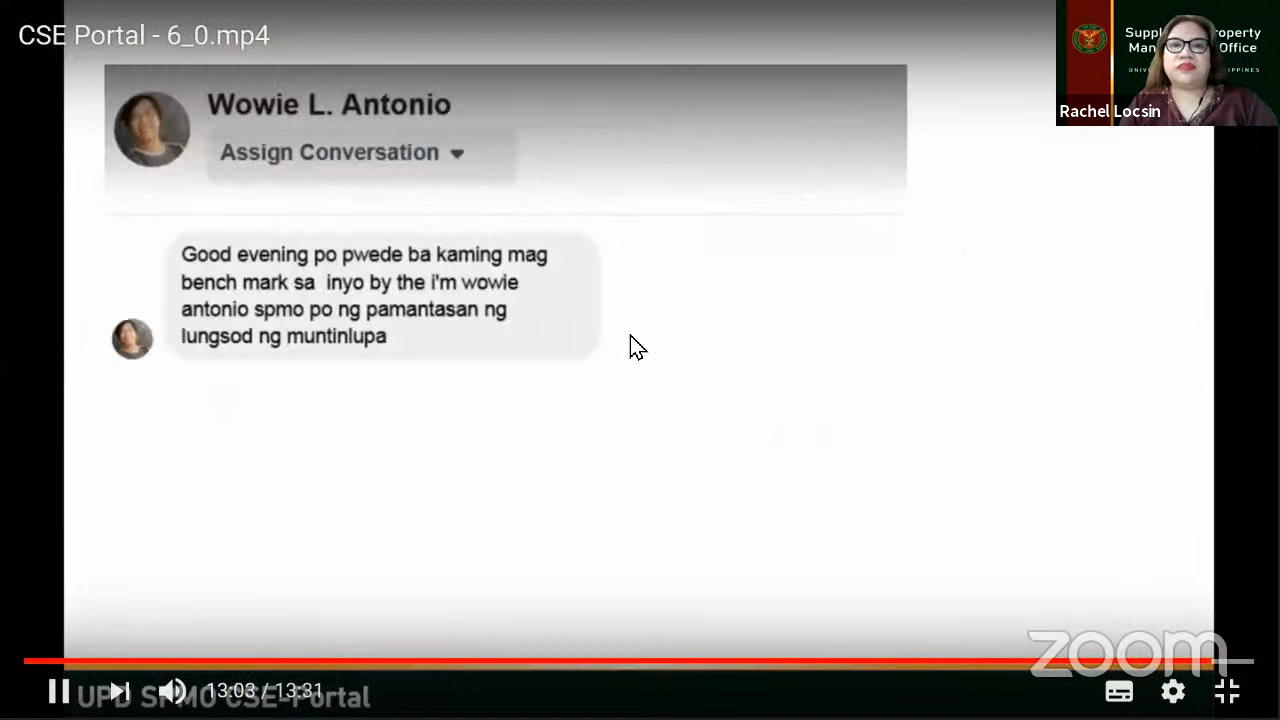 CSE Portal - 6_0.mp4
Wowie L. Antonio
Assign Conversation
Good evening po pwede ba kaming mag
bench mark sa inyo by the i'm wowie
antonio spmo po ng pamantasan ng
lungsod ng muntinlupa
Rachel Locsin
zoom
13:03 / 13:31
UPD SPMO CSE-Portal